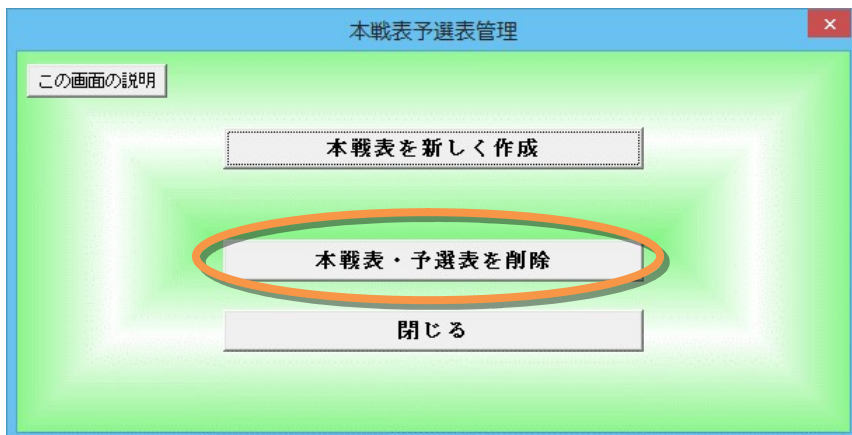 本戦表予選表管理
この画面の説明
本戦表を新しく作成
本戦表・予選表を削除
閉じる